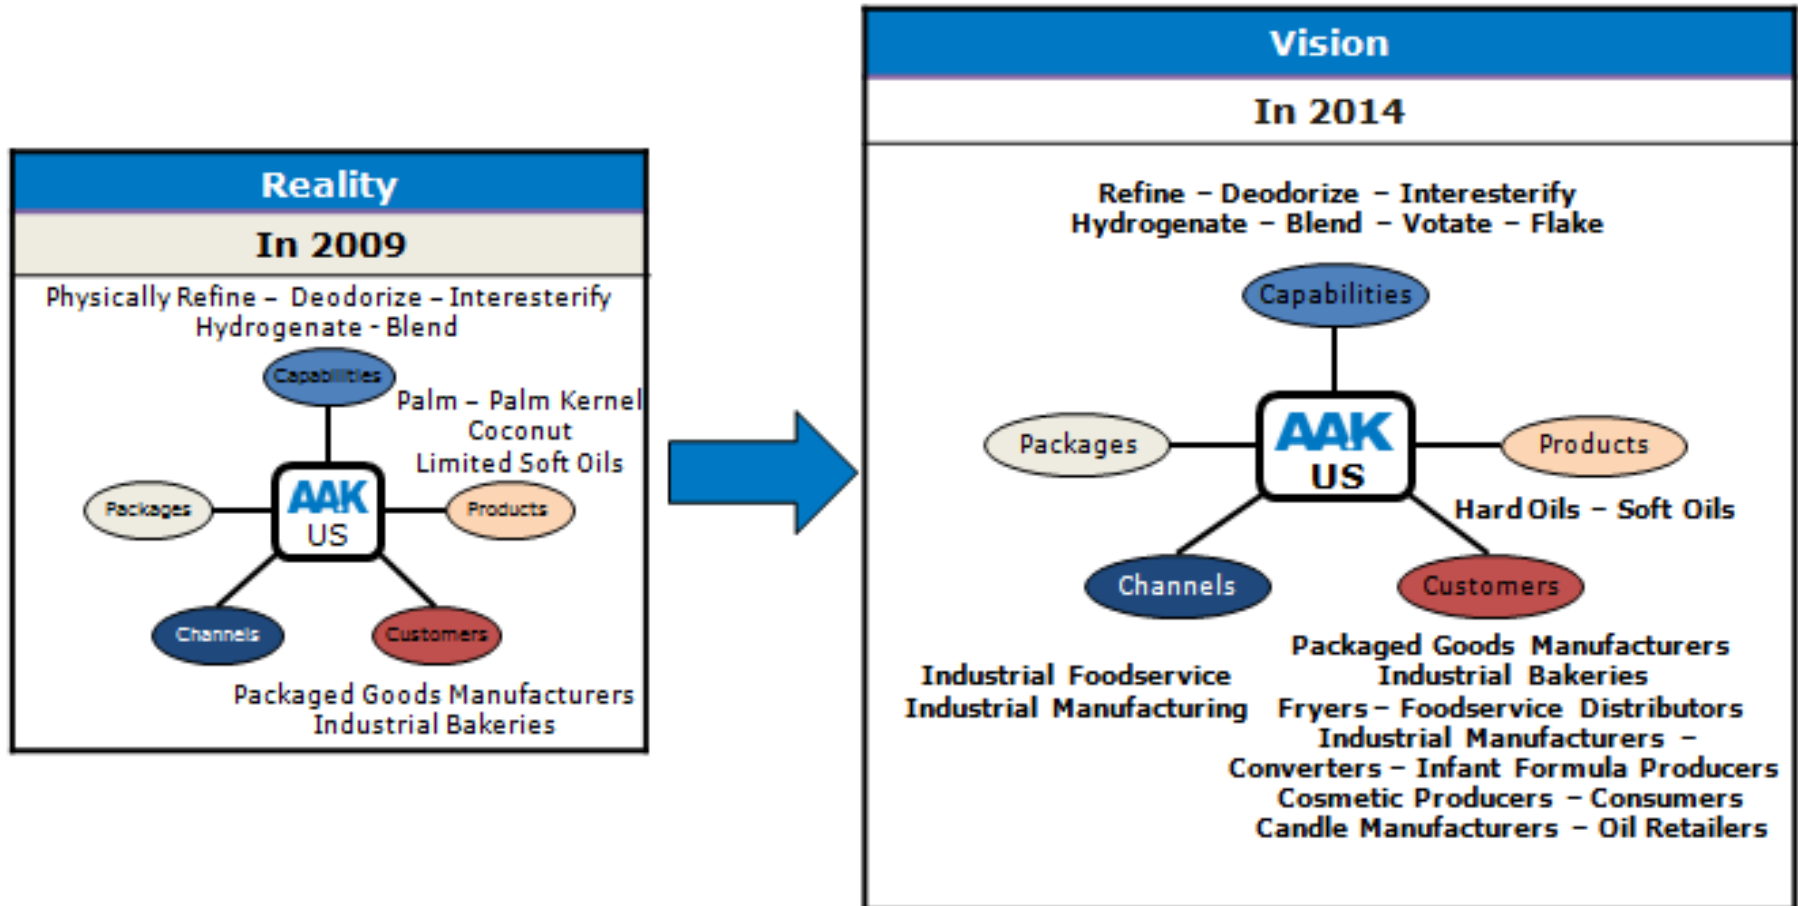 Reality
In 2009
Physically Refine – Deodorize – Interesterify
Hydrogenate - Blend
Capabilities
Palm – Palm Kernel
Coconut
Limited Soft Oils
Packages
AAK
US
Products
Channels
Customers
Packaged Goods Manufacturers
Industrial Bakeries
Vision
In 2014
Refine – Deodorize – Interesterify
Hydrogenate – Blend – Votate – Flake
Capabilities
Packages
AAK
US
Products
Hard Oils – Soft Oils
Channels
Customers
Industrial Foodservice
Industrial Manufacturing
Packaged Goods Manufacturers
Industrial Bakeries
Fryers – Foodservice Distributors
Industrial Manufacturers –
Converters – Infant Formula Producers
Cosmetic Producers – Consumers
Candle Manufacturers – Oil Retailers